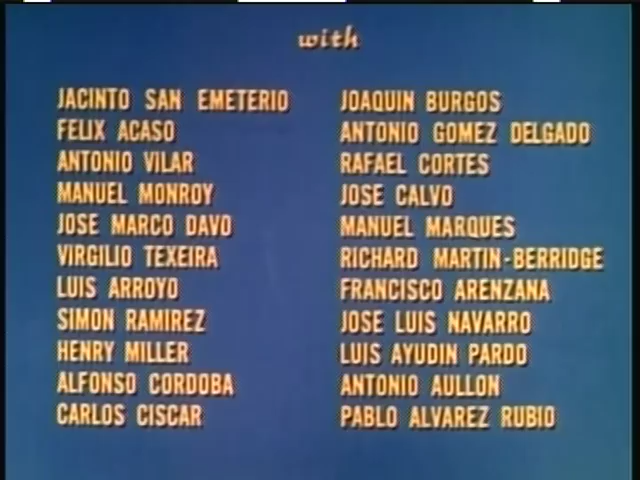 with
JACINTO SAN EMETERIO
FELIX ACASO
ANTONIO VILAR
MANUEL MONROY
JOSE MARCO DAVO
VIRGILIO TEXEIRA
LUIS ARROYO
SIMON RAMIREZ
HENRY MILLER
ALFONSO CORDOBA
CARLOS CISCAR
JOAQUIN BURGOS
ANTONIO GOMEZ DELGADO
RAFAEL CORTES
JOSE CALVO
MANUEL MARQUES
RICHARD MARTIN-BERRIDGE
FRANCISCO ARENZANA
JOSE LUIS NAVARRO
LUIS AYUDIN PARDO
ANTONIO AULLON
PABLO ALVAREZ RUBIO